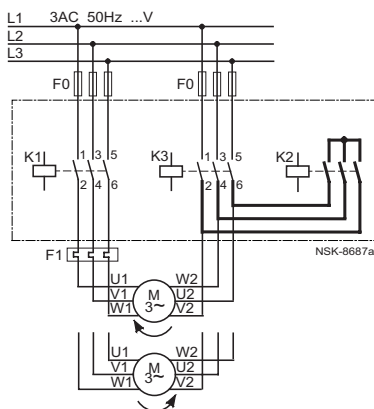 L1 3AC 50Hz ...V
L2
L3
F0 F0
K1 1 3 5 K3 1 3 5 K2
2 4 6 2 4 6
NSK-8687a
F1
U1 W2
V1 M U2
W1 3~ V2
U1 W2
V1 M U2
W1 3~ V2